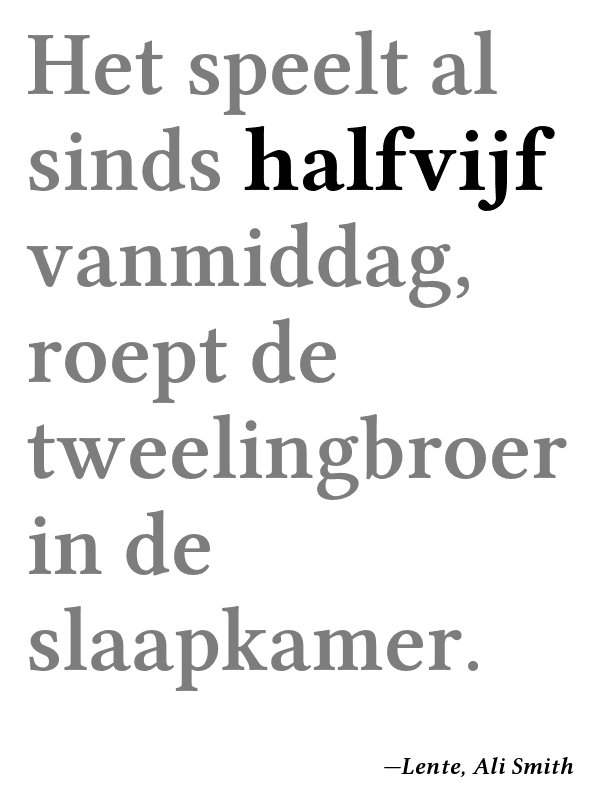 Het speelt al
sinds halfvijf
vanmiddag,
roept de
tweelingbroer
in de
slaapkamer.
—Lente, Ali Smith